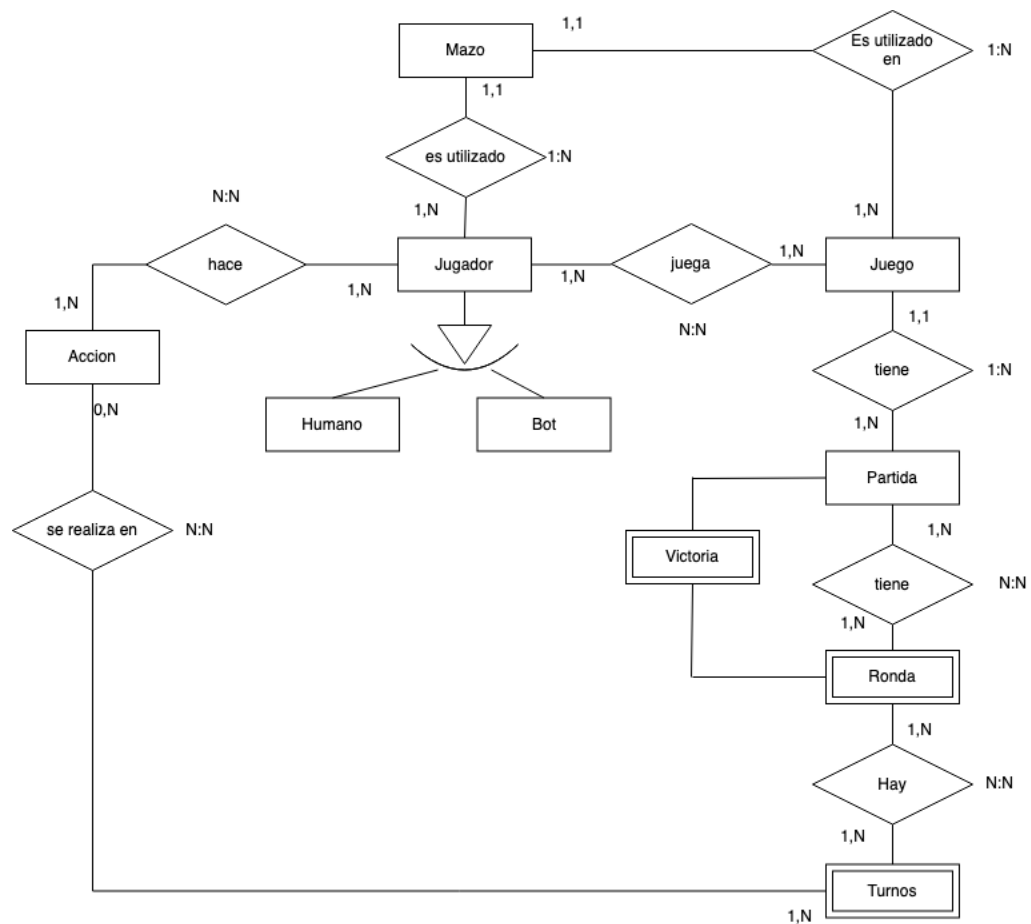 1,1
Mazo
Es utilizado
en
1:N
1,1
es utilizado
1:N
N:N
1,N
1,N
hace
Jugador
juega
1,N
Juego
1,N
1,N
1,N
N:N
1,1
Accion
tiene
1:N
0,N
Humano
Bot
1,N
Partida
se realiza en
N:N
1,N
Victoria
tiene
N:N
1,N
Ronda
1,N
Hay
N:N
1,N
Turnos
1,N